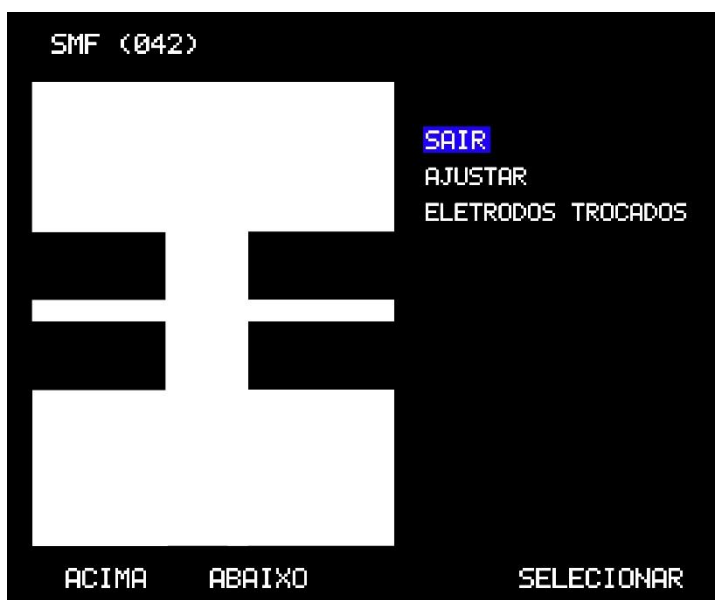 SMF (042)
SAIR
AJUSTAR
ELETRODOS TROCADOS
ACIMA ABAIXO SELECIONAR